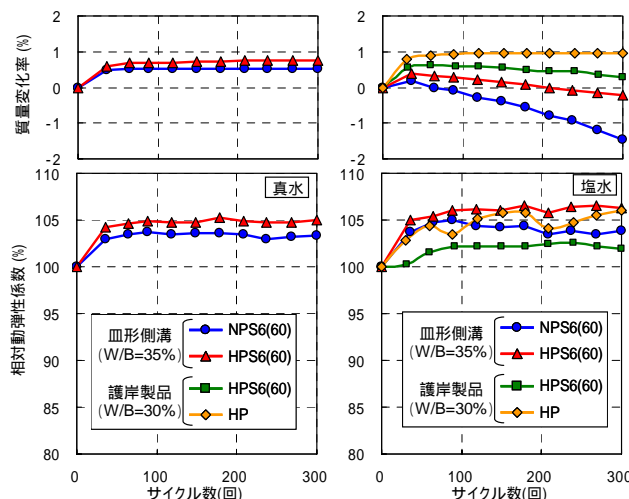 質量変化率 (%)
2
1
0
-1
-2
2
1
0
-1
-2
相対動弾性係数 (%)
110
105
100
95
90
85
80
真水
皿形側溝
(W/B=35%)
NPS6(60)
HPS6(60)
護岸製品
(W/B=30%)
HPS6(60)
HP
0 100 200 300
サイクル数(回)
110
105
100
95
90
85
80
塩水
皿形側溝
(W/B=35%)
NPS6(60)
HPS6(60)
護岸製品
(W/B=30%)
HPS6(60)
HP
0 100 200 300
サイクル数(回)